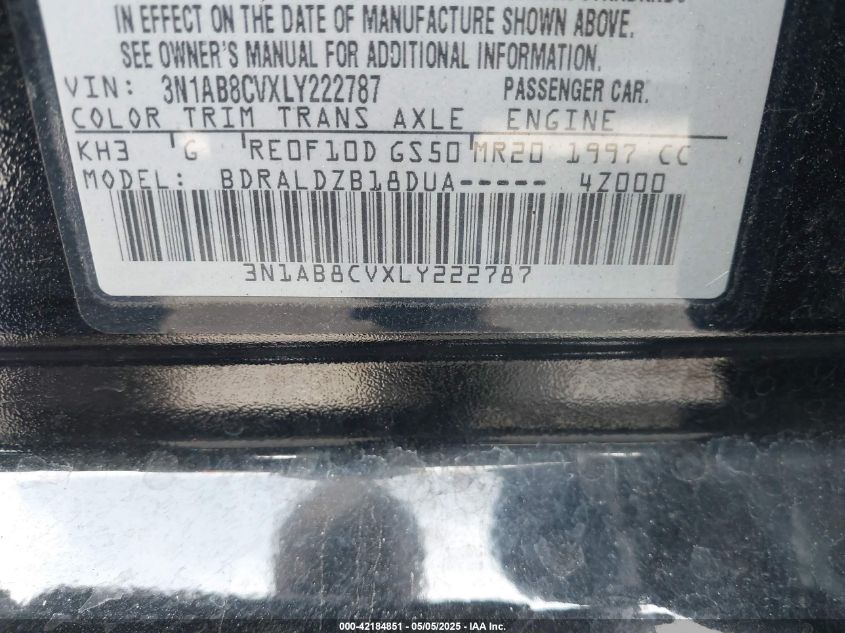 IN EFFECT ON THE DATE OF MANUFACTURE SHOWN ABOVE.
SEE OWNER'S MANUAL FOR ADDITIONAL INFORMATION.
VIN: 3N1AB8CVXLY222787 PASSENGER CAR.
COLOR TRIM TRANS AXLE ENGINE
KH3 G RE0F10D GS50 MR20 1997 CC
MODEL: BDRALDZB18DUA----- 4Z000
3N1AB8CVXLY222787
000-42184851 - 05/05/2025 - IAA Inc.